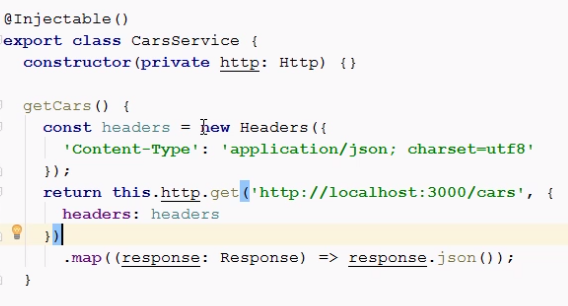 @Injectable()
export class CarsService {
constructor(private http: Http) {}
getCars() {
const headers = new Headers({
'Content-Type': 'application/json; charset=utf8'
});
return this.http.get('http://localhost:3000/cars', {
headers: headers
})
.map((response: Response) => response.json());
}